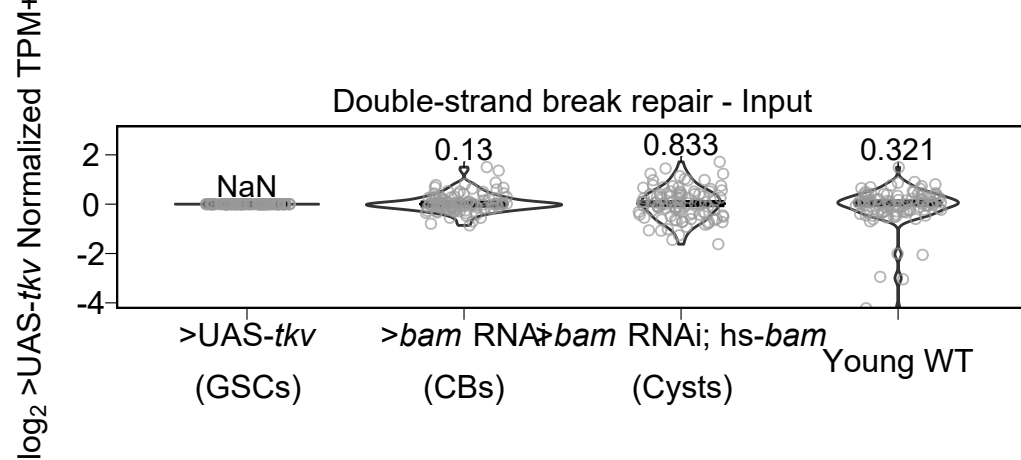 Double-strand break repair - Input
log₂ >UAS-tkv Normalized TPM+
2
0
-2
-4
NaN
0.13
0.833
0.321
>UAS-tkv
(GSCs)
>bam RNAi
(CBs)
>bam RNAi; hs-bam
(Cysts)
Young WT